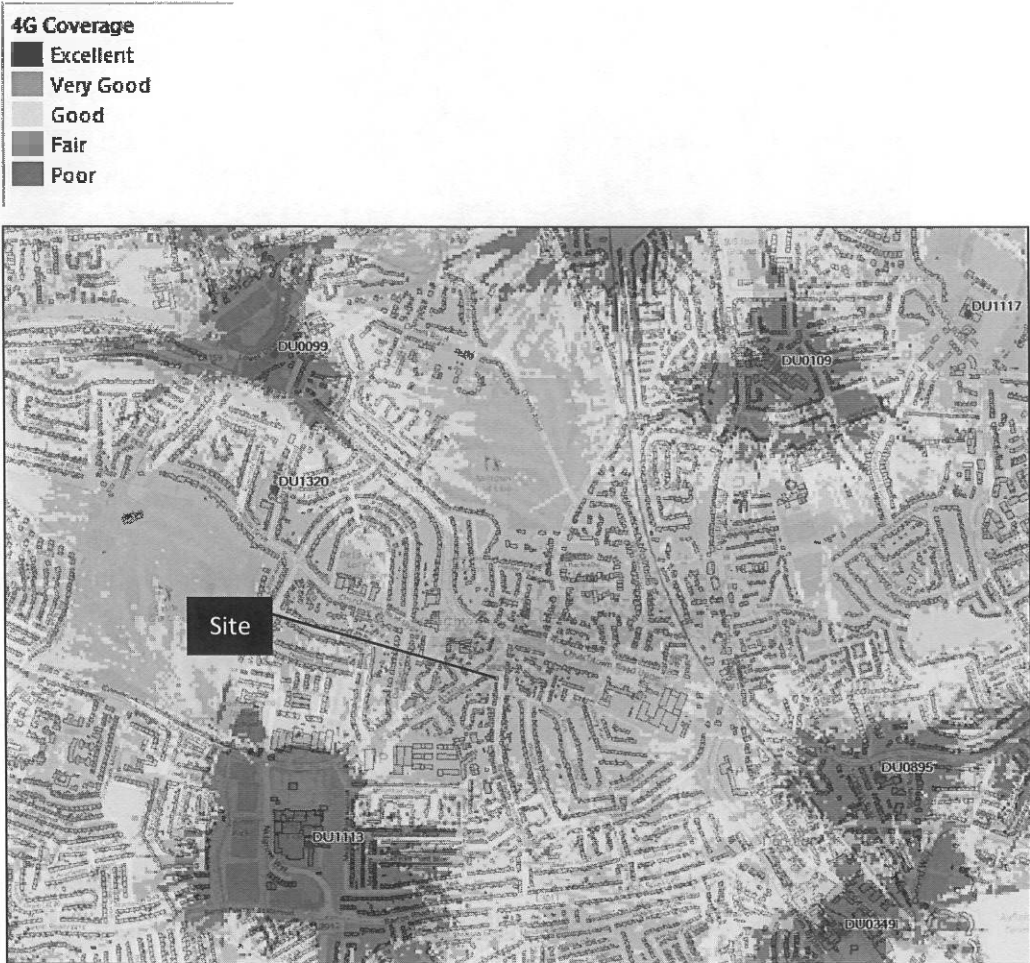 4G Coverage
Excellent
Very Good
Good
Fair
Poor
DU1117
DU0099
DU0109
DU1320
Site
DU0895
DU1113
DU0349
P